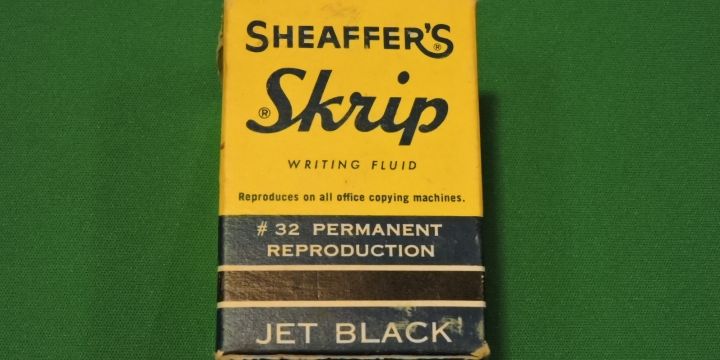 SHEAFFER'S®
®Skrip
WRITING FLUID
Reproduces on all office copying machines.
# 32 PERMANENT
REPRODUCTION
JET BLACK